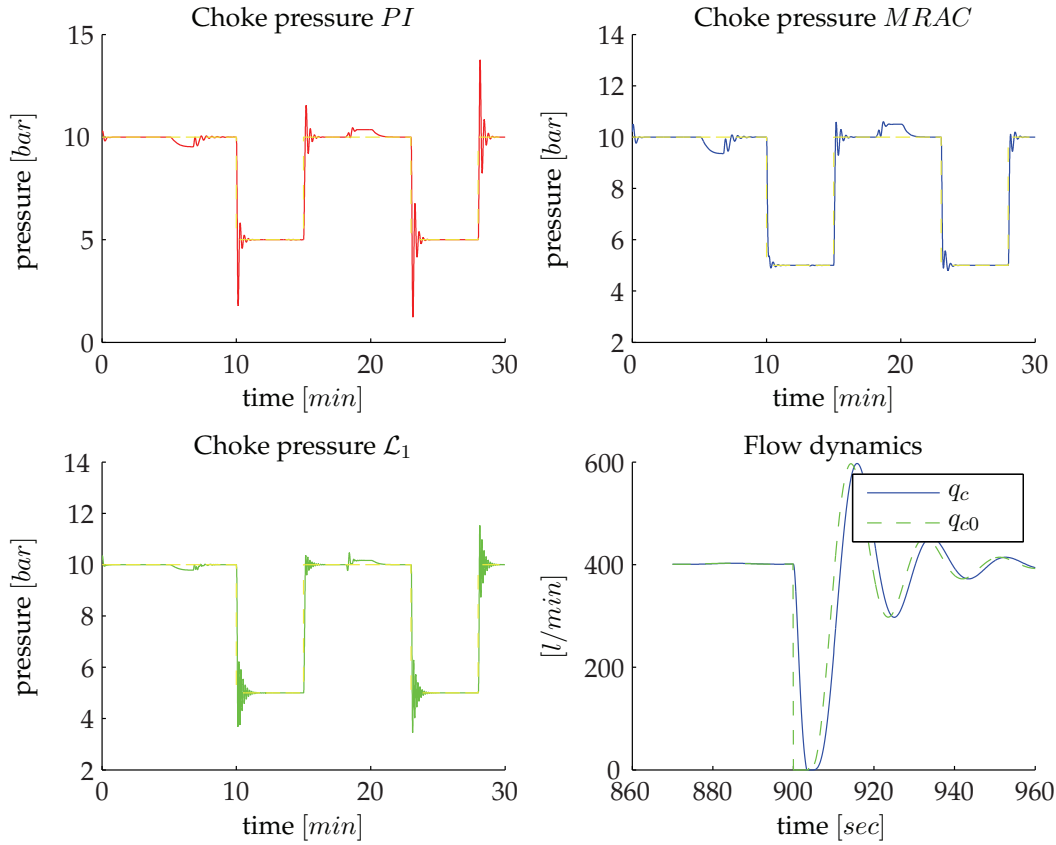 Choke pressure PI
15
10
5
0
pressure [bar]
0
10
20
30
time [min]
Choke pressure MRAC
14
12
10
8
6
4
2
pressure [bar]
0
10
20
30
time [min]
Choke pressure ℒ₁
14
12
10
8
6
4
2
pressure [bar]
0
10
20
30
time [min]
Flow dynamics
600
400
200
0
[l/min]
q_c
q_{c0}
860
880
900
920
940
960
time [sec]